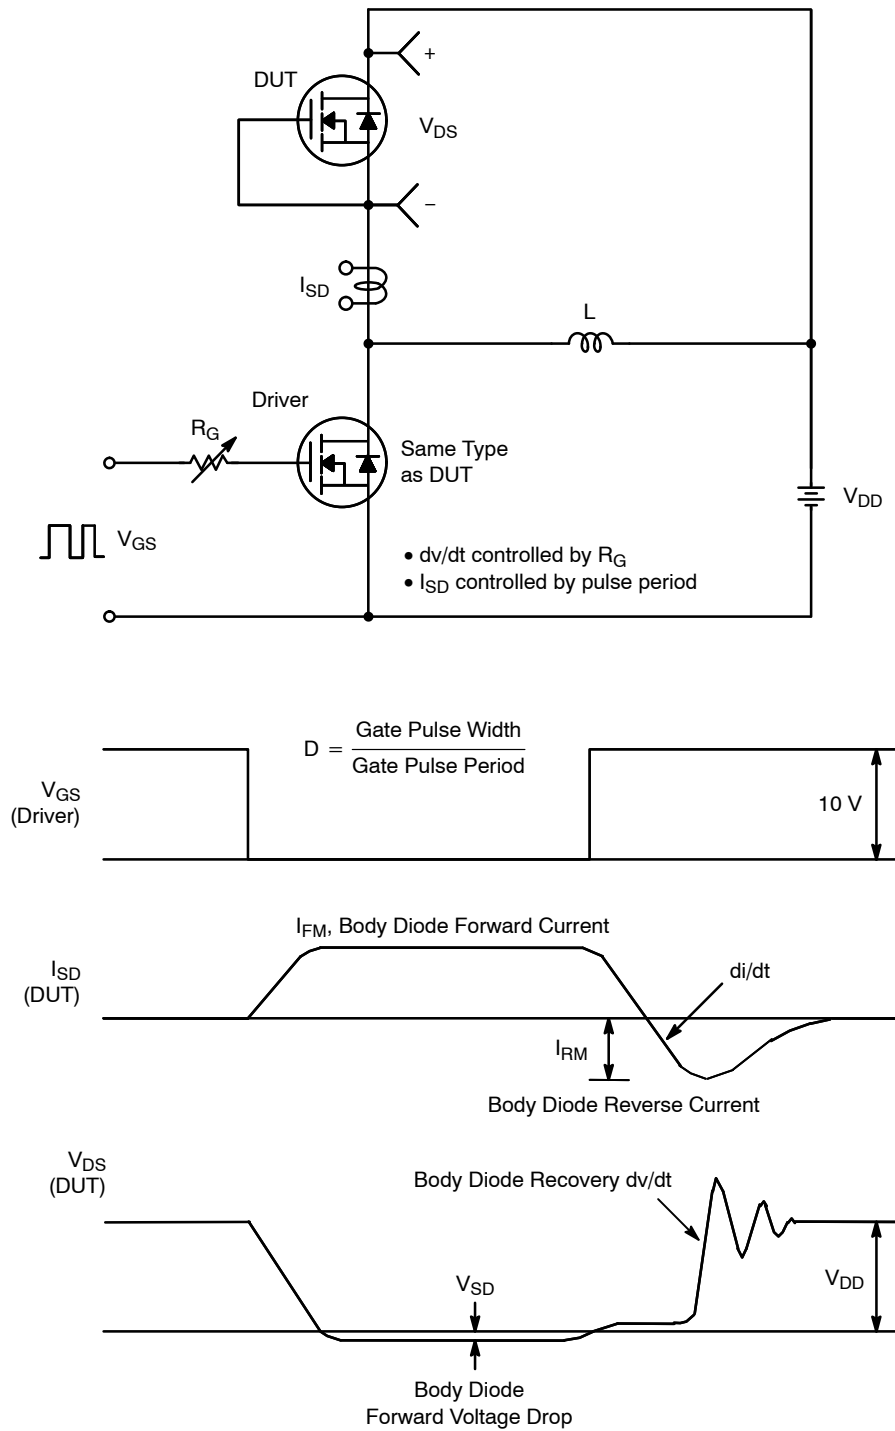 +
DUT
V_DS
−
I_SD
L
Driver
R_G
Same Type
as DUT
V_DD
V_GS
• dv/dt controlled by R_G
• I_SD controlled by pulse period
D = Gate Pulse Width
Gate Pulse Period
V_GS
(Driver)
10 V
I_FM, Body Diode Forward Current
I_SD
(DUT)
di/dt
I_RM
Body Diode Reverse Current
V_DS
(DUT)
Body Diode Recovery dv/dt
V_SD
V_DD
Body Diode
Forward Voltage Drop